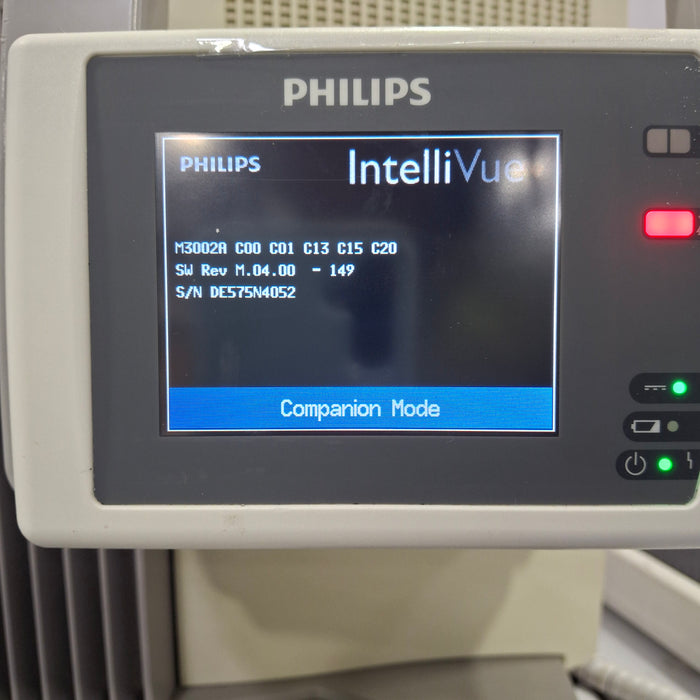 PHILIPS
PHILIPS IntelliVue
M3002A C00 C01 C13 C15 C20
SW Rev M.04.00 - 149
S/N DE575N4052
Companion Mode